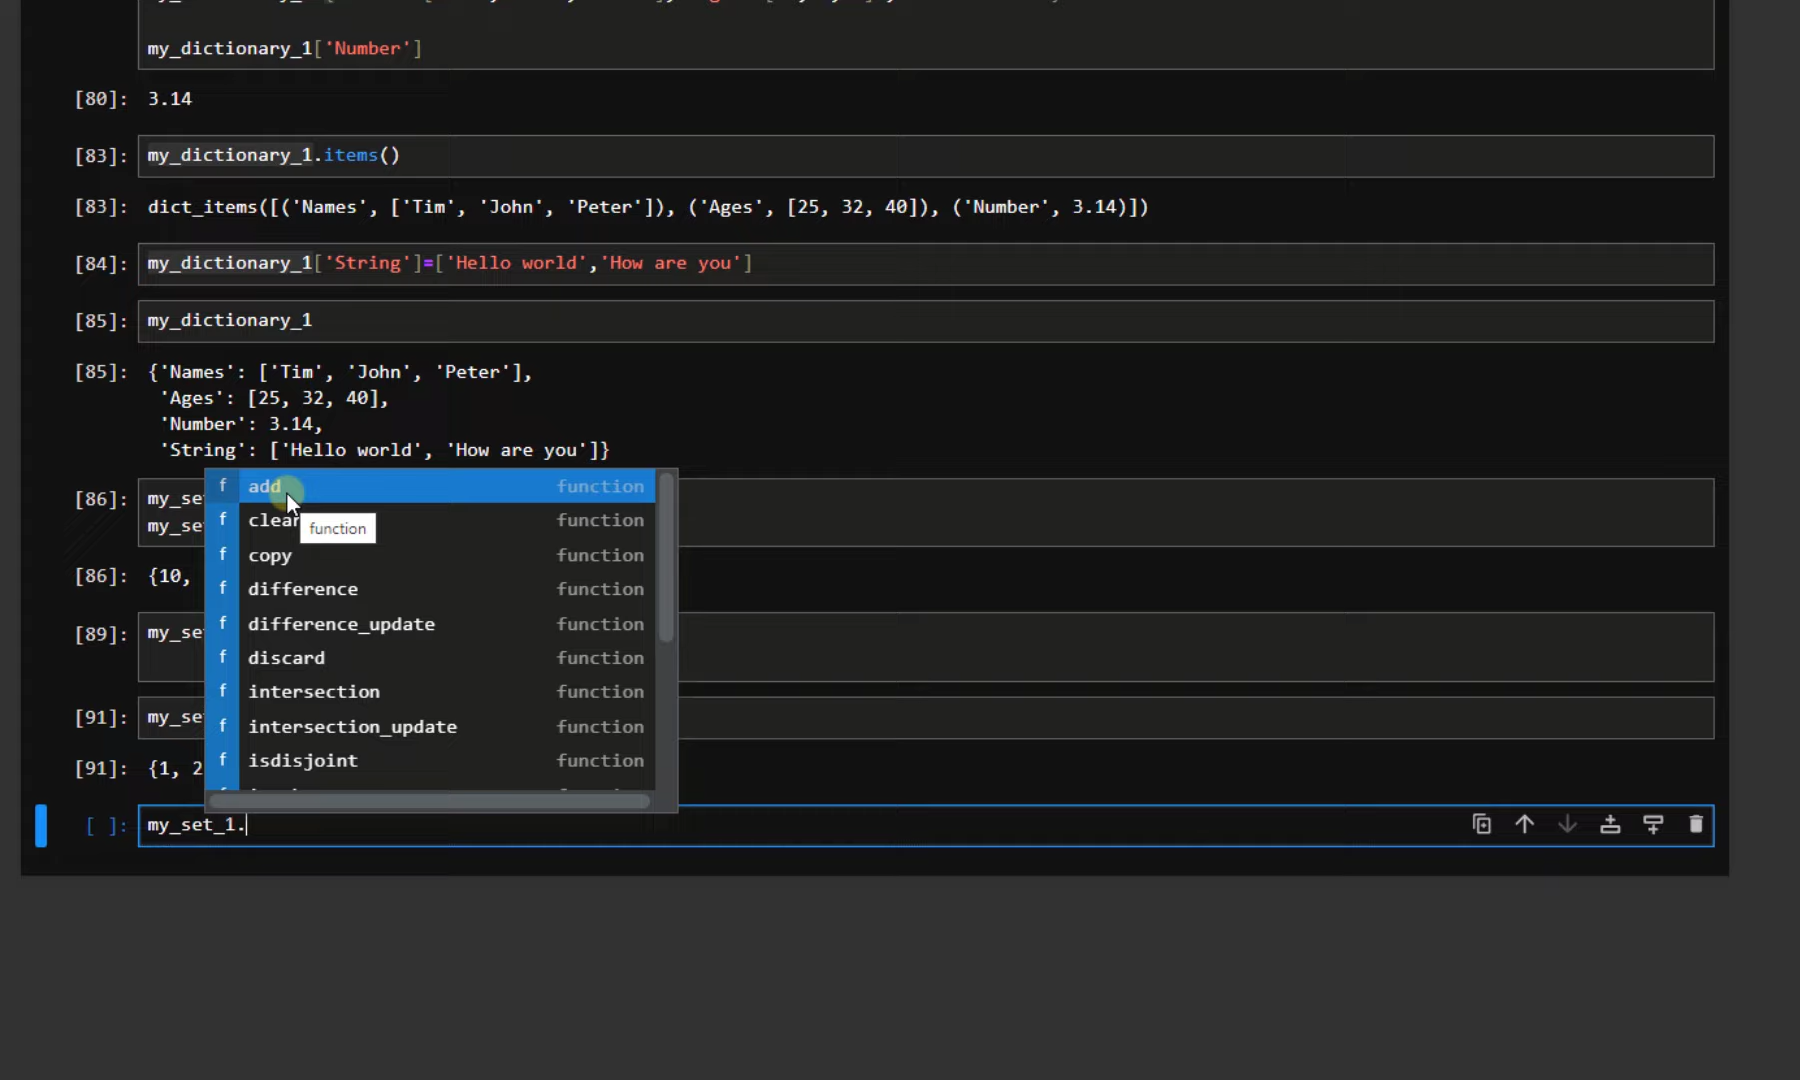 my_dictionary_1['Number']
[80]: 3.14
[83]: my_dictionary_1.items()
[83]: dict_items([('Names', ['Tim', 'John', 'Peter']), ('Ages', [25, 32, 40]), ('Number', 3.14)])
[84]: my_dictionary_1['String']=['Hello world','How are you']
[85]: my_dictionary_1
[85]: {'Names': ['Tim', 'John', 'Peter'],
'Ages': [25, 32, 40],
'Number': 3.14,
'String': ['Hello world', 'How are you']}
f add function
[86]: my_se
f clear function
function
my_se
f copy function
[86]: {10,
f difference function
f difference_update function
[89]: my_se
f discard function
f intersection function
[91]: my_se
f intersection_update function
f isdisjoint function
[91]: {1, 2
[ ]: my_set_1.